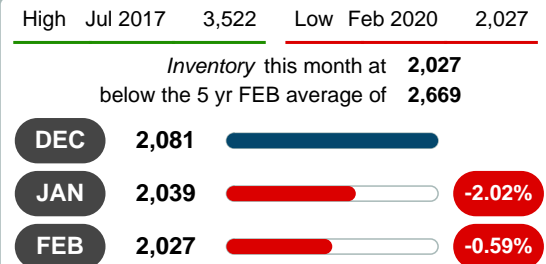 High Jul 2017 3,522 Low Feb 2020 2,027
Inventory this month at 2,027
below the 5 yr FEB average of 2,669
DEC 2,081
JAN 2,039 -2.02%
FEB 2,027 -0.59%